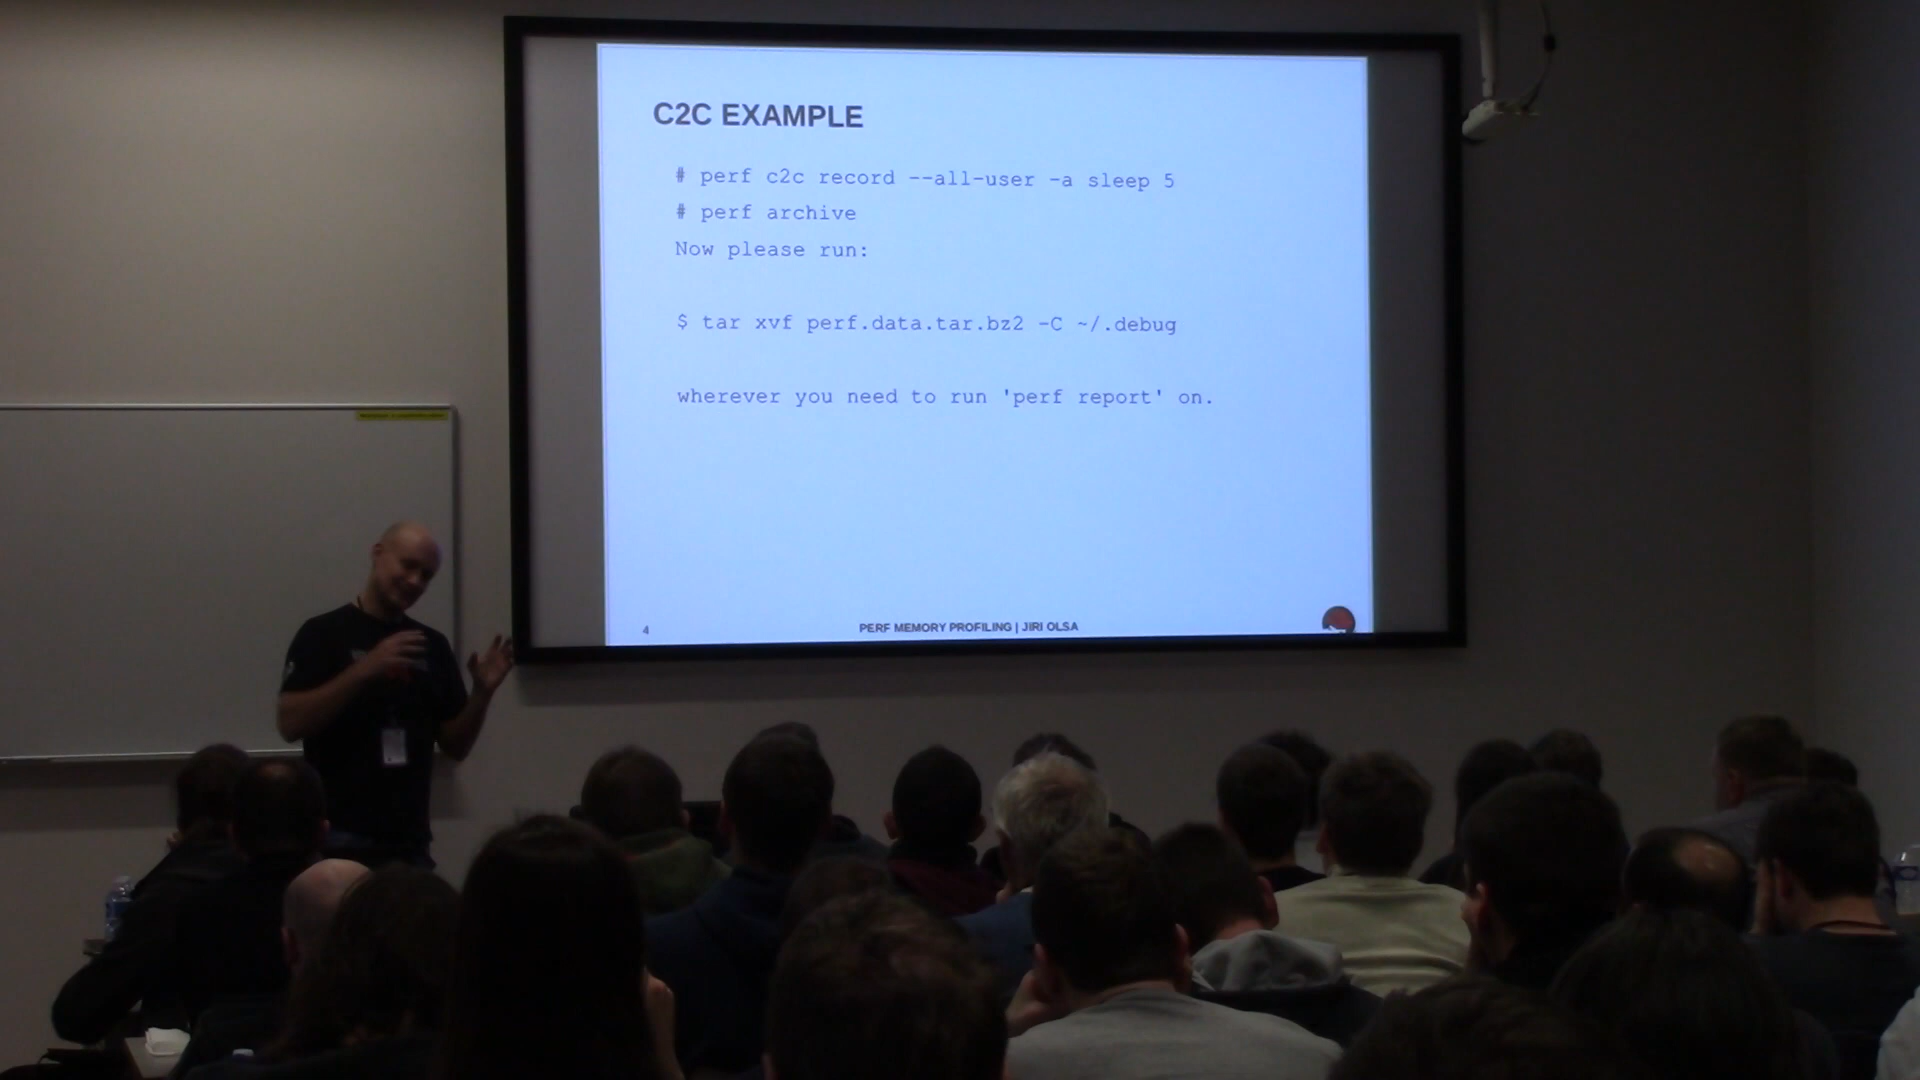 C2C EXAMPLE
# perf c2c record --all-user -a sleep 5
# perf archive
Now please run:
$ tar xvf perf.data.tar.bz2 -C ~/.debug
wherever you need to run 'perf report' on.
4
PERF MEMORY PROFILING | JIRI OLSA